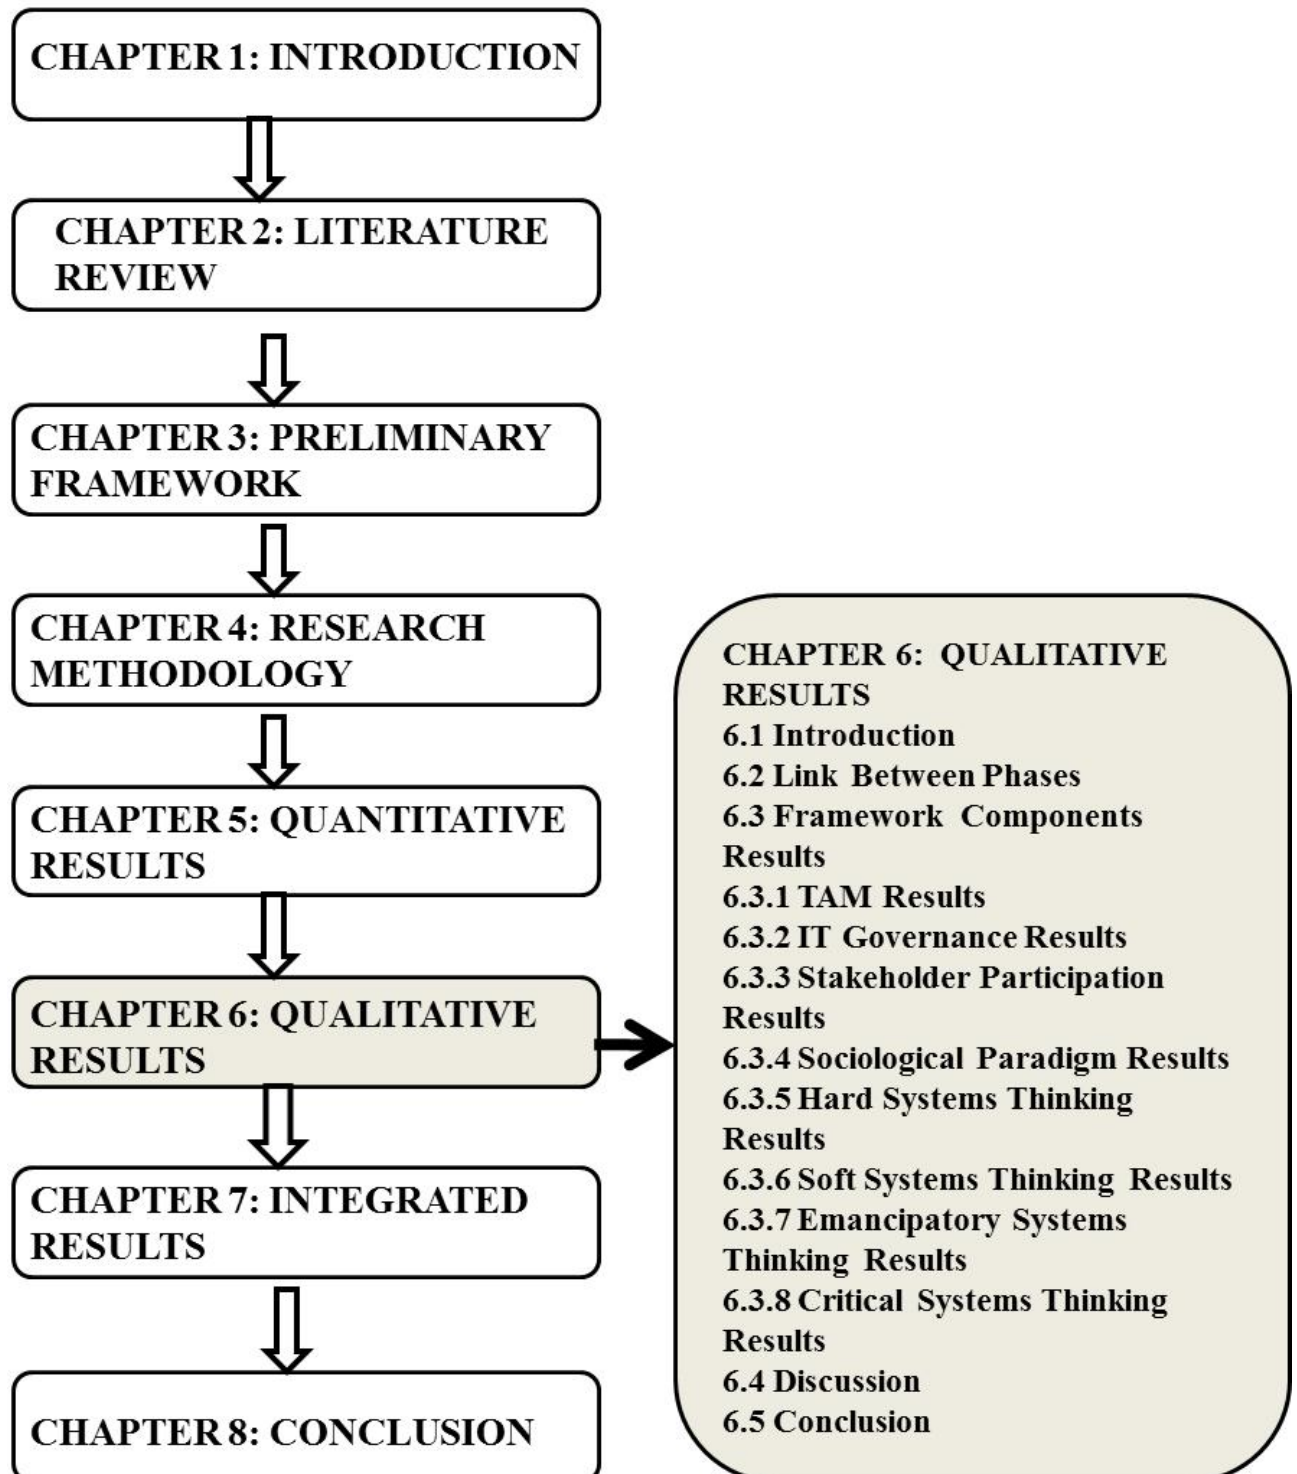 CHAPTER 1: INTRODUCTION
CHAPTER 2: LITERATURE
REVIEW
CHAPTER 3: PRELIMINARY
FRAMEWORK
CHAPTER 4: RESEARCH
METHODOLOGY
CHAPTER 5: QUANTITATIVE
RESULTS
CHAPTER 6: QUALITATIVE
RESULTS
CHAPTER 7: INTEGRATED
RESULTS
CHAPTER 8: CONCLUSION
CHAPTER 6: QUALITATIVE
RESULTS
6.1 Introduction
6.2 Link Between Phases
6.3 Framework Components
Results
6.3.1 TAM Results
6.3.2 IT Governance Results
6.3.3 Stakeholder Participation
Results
6.3.4 Sociological Paradigm Results
6.3.5 Hard Systems Thinking
Results
6.3.6 Soft Systems Thinking Results
6.3.7 Emancipatory Systems
Thinking Results
6.3.8 Critical Systems Thinking
Results
6.4 Discussion
6.5 Conclusion